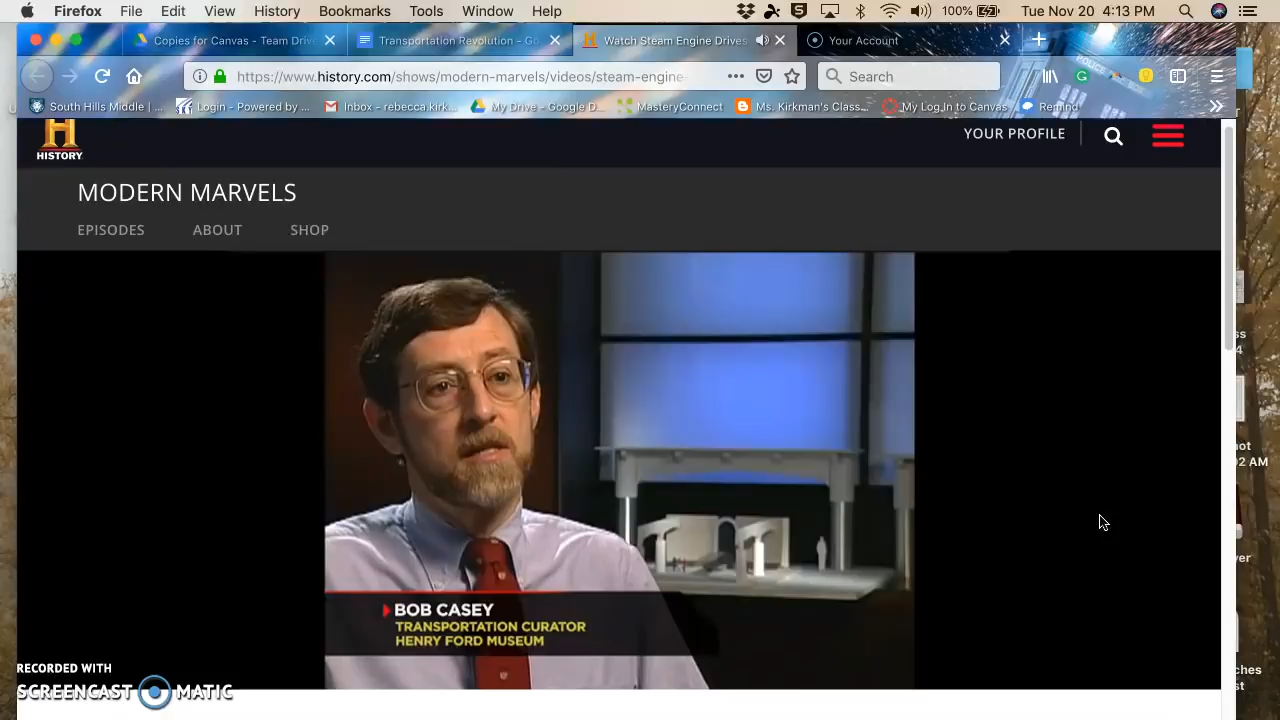 Firefox File Edit View History Bookmarks Tools Window Help 100% Tue Nov 20 4:13 PM
Copies for Canvas - Team Drive Transportation Revolution - Go Watch Steam Engine Drives Your Account
https://www.history.com/shows/modern-marvels/videos/steam-engine- Search
South Hills Middle | ... Login - Powered by ... Inbox - rebecca.kirk... My Drive - Google D... MasteryConnect Ms. Kirkman's Class... My Log In to Canvas Remind
H
HISTORY
YOUR PROFILE
MODERN MARVELS
EPISODES ABOUT SHOP
POLICE
BOB CASEY
TRANSPORTATION CURATOR
HENRY FORD MUSEUM
RECORDED WITH
SCREENCAST MATIC